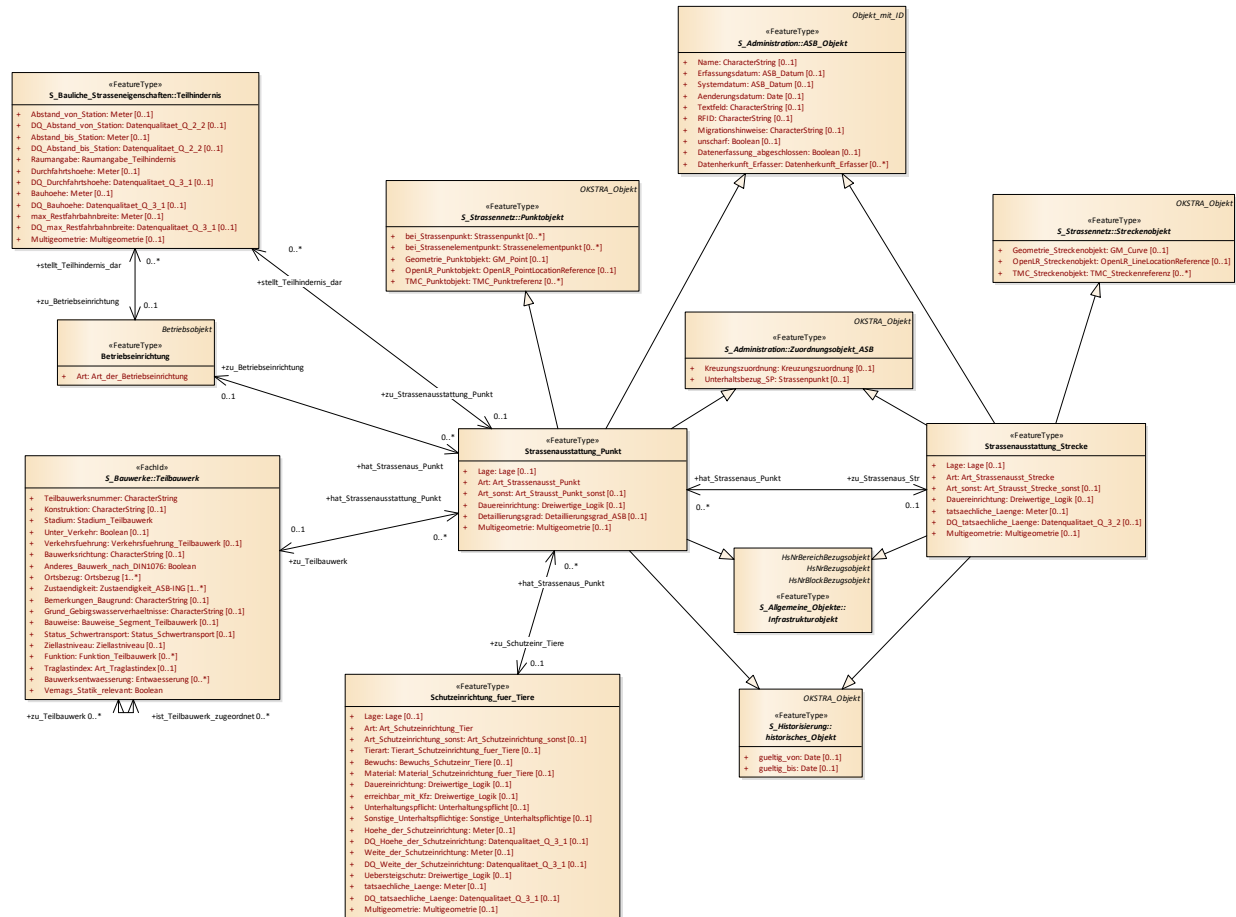 Objekt_mit_ID
«FeatureType»
S_Administration::ASB_Objekt
+ Name: CharacterString [0..1]
+ Erfassungsdatum: ASB_Datum [0..1]
+ Systemdatum: ASB_Datum [0..1]
+ Aenderungsdatum: Date [0..1]
+ Textfeld: CharacterString [0..1]
+ RFID: CharacterString [0..1]
+ Migrationshinweise: CharacterString [0..1]
+ unscharf: Boolean [0..1]
+ Datenerfassung_abgeschlossen: Boolean [0..1]
+ Datenherkunft_Erfasser: Datenherkunft_Erfasser [0..*]
«FeatureType»
S_Bauliche_Strasseneigenschaften::Teilhindernis
+ Abstand_von_Station: Meter [0..1]
+ DQ_Abstand_von_Station: Datenqualitaet_Q_2_2 [0..1]
+ Abstand_bis_Station: Meter [0..1]
+ DQ_Abstand_bis_Station: Datenqualitaet_Q_2_2 [0..1]
+ Raumangabe: Raumangabe_Teilhindernis
+ Durchfahrtshoehe: Meter [0..1]
+ DQ_Durchfahrtshoehe: Datenqualitaet_Q_3_1 [0..1]
+ Bauhoehe: Meter [0..1]
+ DQ_Bauhoehe: Datenqualitaet_Q_3_1 [0..1]
+ max_Restfahrbahnbreite: Meter [0..1]
+ DQ_max_Restfahrbahnbreite: Datenqualitaet_Q_3_1 [0..1]
+ Multigeometrie: Multigeometrie [0..1]
OKSTRA_Objekt
«FeatureType»
S_Strassennetz::Punktobjekt
+ bei_Strassenpunkt: Strassenpunkt [0..*]
+ bei_Strassenelementpunkt: Strassenelementpunkt [0..*]
+ Geometrie_Punktobjekt: GM_Point [0..1]
+ OpenLR_Punktobjekt: OpenLR_PointLocationReference [0..1]
+ TMC_Punktobjekt: TMC_Punktreferenz [0..*]
OKSTRA_Objekt
«FeatureType»
S_Strassennetz::Streckenobjekt
+ Geometrie_Streckenobjekt: GM_Curve [0..1]
+ OpenLR_Streckenobjekt: OpenLR_LineLocationReference [0..1]
+ TMC_Streckenobjekt: TMC_Streckenreferenz [0..*]
+stellt_Teilhindernis_dar
0..*
+zu_Betriebseinrichtung
0..1
0..*
+stellt_Teilhindernis_dar
+zu_Strassenausstattung_Punkt
0..1
Betriebsobjekt
«FeatureType»
Betriebseinrichtung
+ Art: Art_der_Betriebseinrichtung
+zu_Betriebseinrichtung
0..1
0..*
+hat_Strassenaus_Punkt
OKSTRA_Objekt
«FeatureType»
S_Administration::Zuordnungsobjekt_ASB
+ Kreuzungszuordnung: Kreuzungszuordnung [0..1]
+ Unterhaltsbezug_SP: Strassenpunkt [0..1]
«FeatureType»
Strassenausstattung_Punkt
+ Lage: Lage [0..1]
+ Art: Art_Strassenausst_Punkt
+ Art_sonst: Art_Strausst_Punkt_sonst [0..1]
+ Dauereinrichtung: Dreiwertige_Logik [0..1]
+ Detaillierungsgrad: Detaillierungsgrad_ASB [0..1]
+ Multigeometrie: Multigeometrie [0..1]
+hat_Strassenaus_Punkt
0..*
+zu_Strassenaus_Str
0..1
«FeatureType»
Strassenausstattung_Strecke
+ Lage: Lage [0..1]
+ Art: Art_Strassenausst_Strecke
+ Art_sonst: Art_Strausst_Strecke_sonst [0..1]
+ Dauereinrichtung: Dreiwertige_Logik [0..1]
+ tatsaechliche_Laenge: Meter [0..1]
+ DQ_tatsaechliche_Laenge: Datenqualitaet_Q_3_2 [0..1]
+ Multigeometrie: Multigeometrie [0..1]
«FachId»
S_Bauwerke::Teilbauwerk
+ Teilbauwerksnummer: CharacterString
+ Konstruktion: CharacterString [0..1]
+ Stadium: Stadium_Teilbauwerk
+ Unter_Verkehr: Boolean [0..1]
+ Verkehrsfuehrung: Verkehrsfuehrung_Teilbauwerk [0..1]
+ Bauwerksrichtung: CharacterString [0..1]
+ Anderes_Bauwerk_nach_DIN1076: Boolean
+ Ortsbezug: Ortsbezug [1..*]
+ Zustaendigkeit: Zustaendigkeit_ASB-ING [1..*]
+ Bemerkungen_Baugrund: CharacterString [0..1]
+ Grund_Gebirgswasserverhaeltnisse: CharacterString [0..1]
+ Bauweise: Bauweise_Segment_Teilbauwerk [0..1]
+ Status_Schwertransport: Status_Schwertransport [0..1]
+ Ziellastniveau: Ziellastniveau [0..1]
+ Funktion: Funktion_Teilbauwerk [0..*]
+ Traglastindex: Art_Traglastindex [0..1]
+ Bauwerksentwaesserung: Entwaesserung [0..*]
+ Vemags_Statik_relevant: Boolean
+hat_Strassenausstattung_Punkt
0..*
0..1
+zu_Teilbauwerk
+zu_Teilbauwerk 0..*
+ist_Teilbauwerk_zugeordnet 0..*
0..*
+hat_Strassenaus_Punkt
+zu_Schutzeinr_Tiere
0..1
HsNrBereichBezugsobjekt
HsNrBezugsobjekt
HsNrBlockBezugsobjekt
«FeatureType»
S_Allgemeine_Objekte::
Infrastrukturobjekt
OKSTRA_Objekt
«FeatureType»
S_Historisierung::
historisches_Objekt
+ gueltig_von: Date [0..1]
+ gueltig_bis: Date [0..1]
«FeatureType»
Schutzeinrichtung_fuer_Tiere
+ Lage: Lage [0..1]
+ Art: Art_Schutzeinrichtung_Tier
+ Art_Schutzeinrichtung_sonst: Art_Schutzeinrichtung_sonst [0..1]
+ Tierart: Tierart_Schutzeinrichtung_fuer_Tiere [0..1]
+ Bewuchs: Bewuchs_Schutzeinr_Tiere [0..1]
+ Material: Material_Schutzeinrichtung_fuer_Tiere [0..1]
+ Dauereinrichtung: Dreiwertige_Logik [0..1]
+ erreichbar_mit_Kfz: Dreiwertige_Logik [0..1]
+ Unterhaltungspflicht: Unterhaltungspflicht [0..1]
+ Sonstige_Unterhaltspflichtige: Sonstige_Unterhaltspflichtige [0..1]
+ Hoehe_der_Schutzeinrichtung: Meter [0..1]
+ DQ_Hoehe_der_Schutzeinrichtung: Datenqualitaet_Q_3_1 [0..1]
+ Weite_der_Schutzeinrichtung: Meter [0..1]
+ DQ_Weite_der_Schutzeinrichtung: Datenqualitaet_Q_3_1 [0..1]
+ Uebersteigschutz: Dreiwertige_Logik [0..1]
+ tatsaechliche_Laenge: Meter [0..1]
+ DQ_tatsaechliche_Laenge: Datenqualitaet_Q_3_1 [0..1]
+ Multigeometrie: Multigeometrie [0..1]